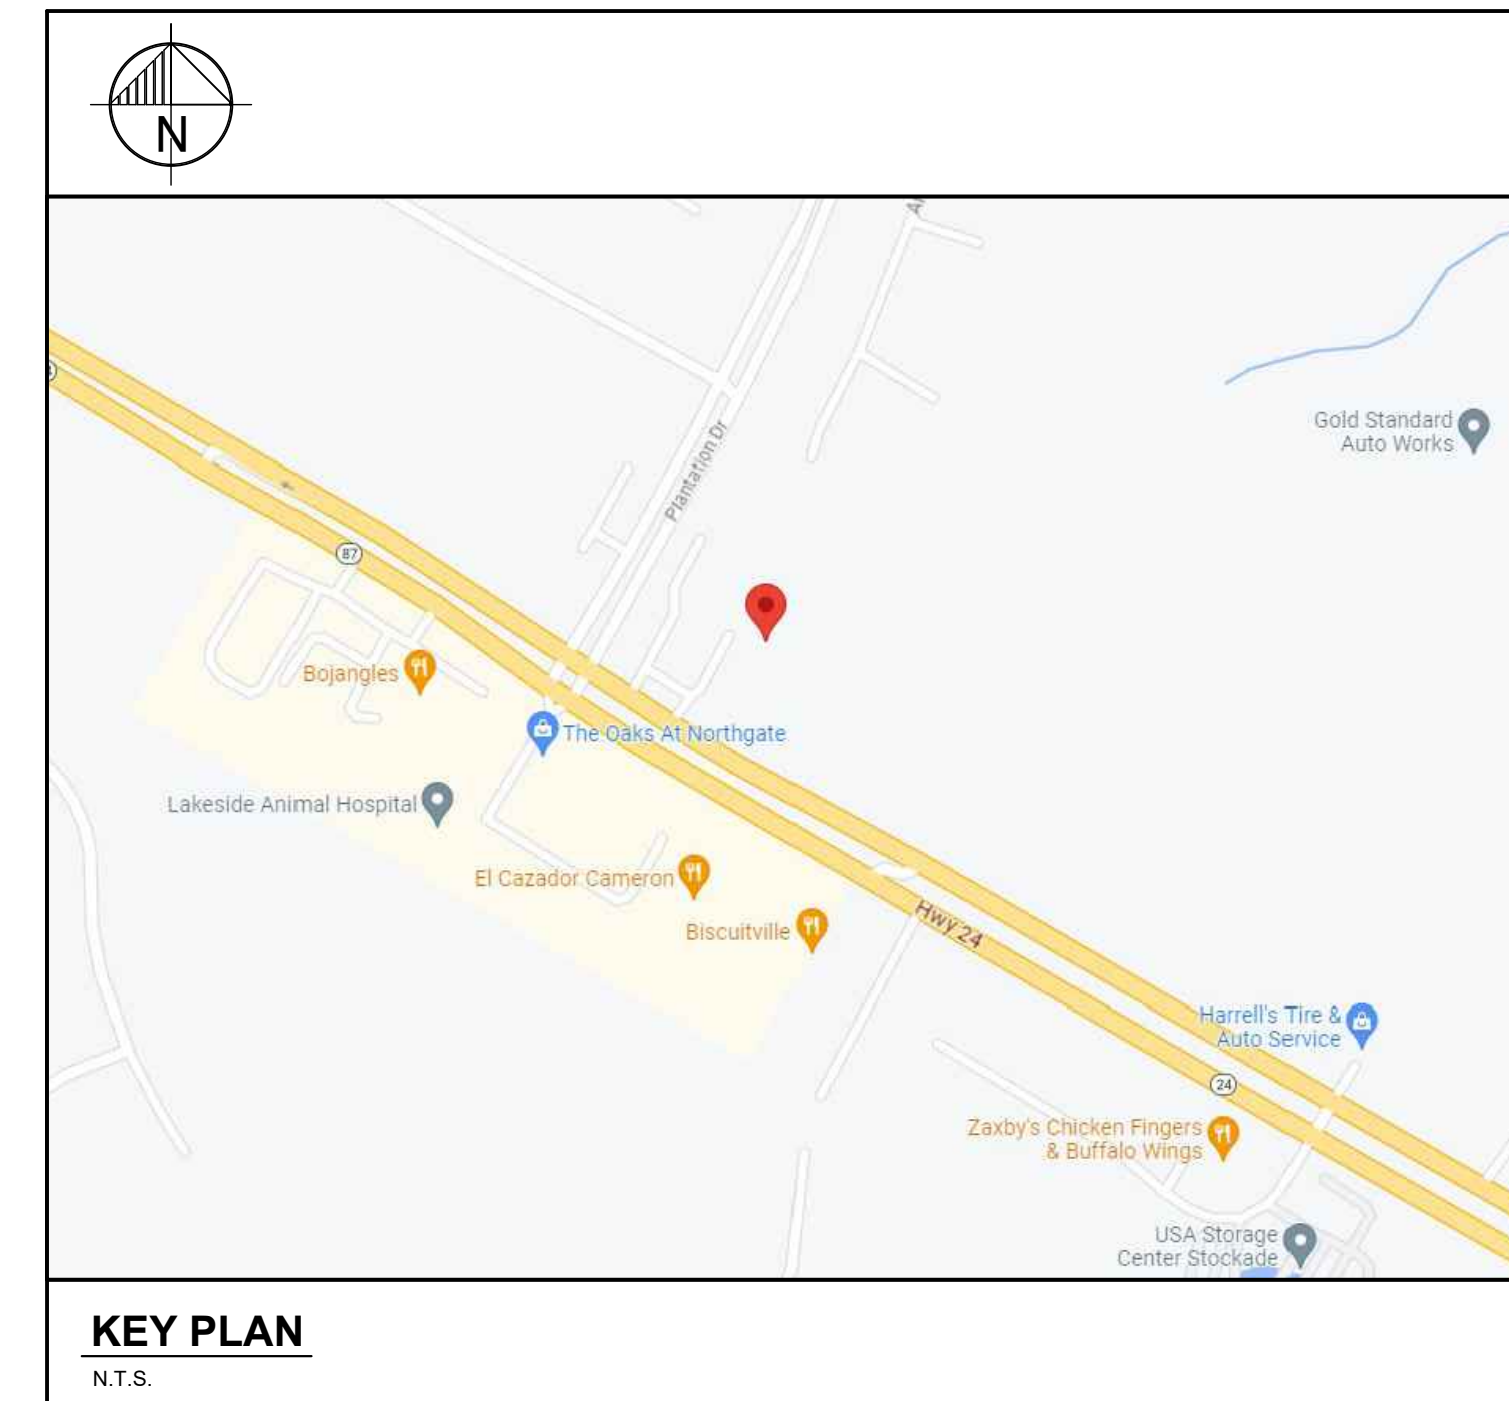 N
Plantation Dr
Gold Standard
Auto Works
87
Bojangles
The Oaks At Northgate
Lakeside Animal Hospital
El Cazador Cameron
Biscuitville
Hwy 24
Harrell's Tire &
Auto Service
24
Zaxby's Chicken Fingers
& Buffalo Wings
USA Storage
Center Stockade
KEY PLAN
N.T.S.